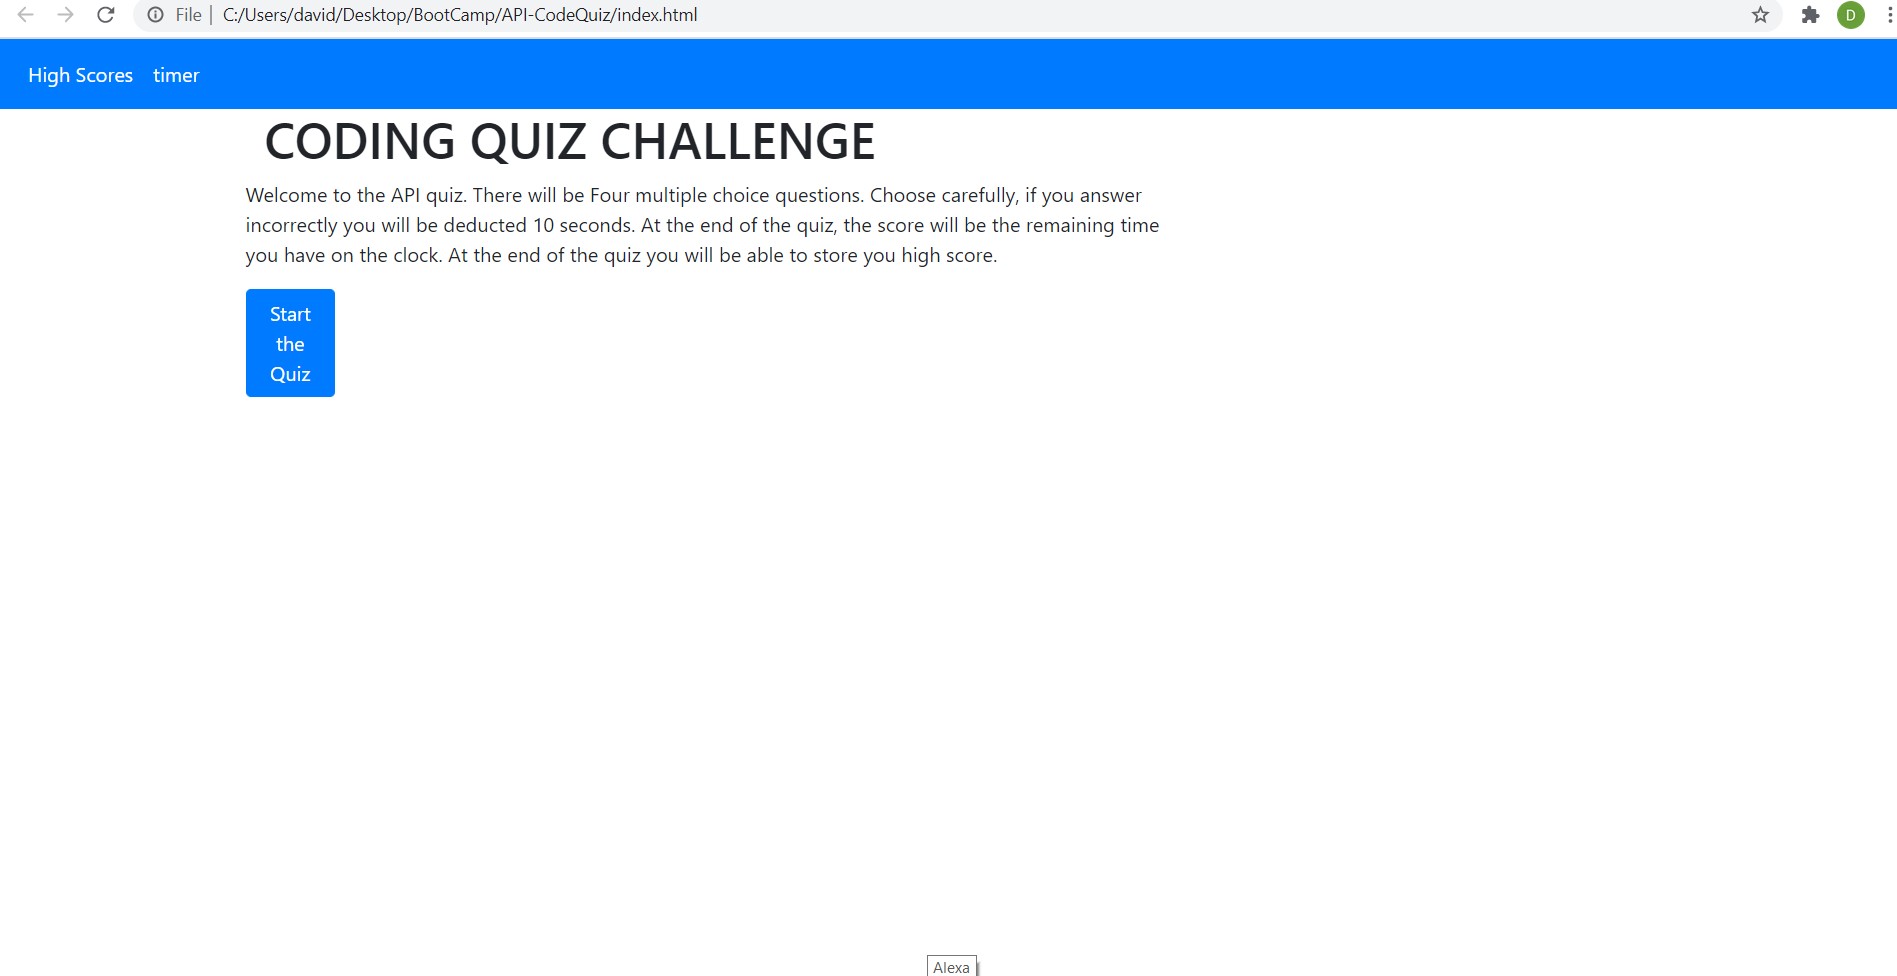 File | C:/Users/david/Desktop/BootCamp/API-CodeQuiz/index.html D
High Scores timer
CODING QUIZ CHALLENGE
Welcome to the API quiz. There will be Four multiple choice questions. Choose carefully, if you answer
incorrectly you will be deducted 10 seconds. At the end of the quiz, the score will be the remaining time
you have on the clock. At the end of the quiz you will be able to store you high score.
Start
the
Quiz
Alexa